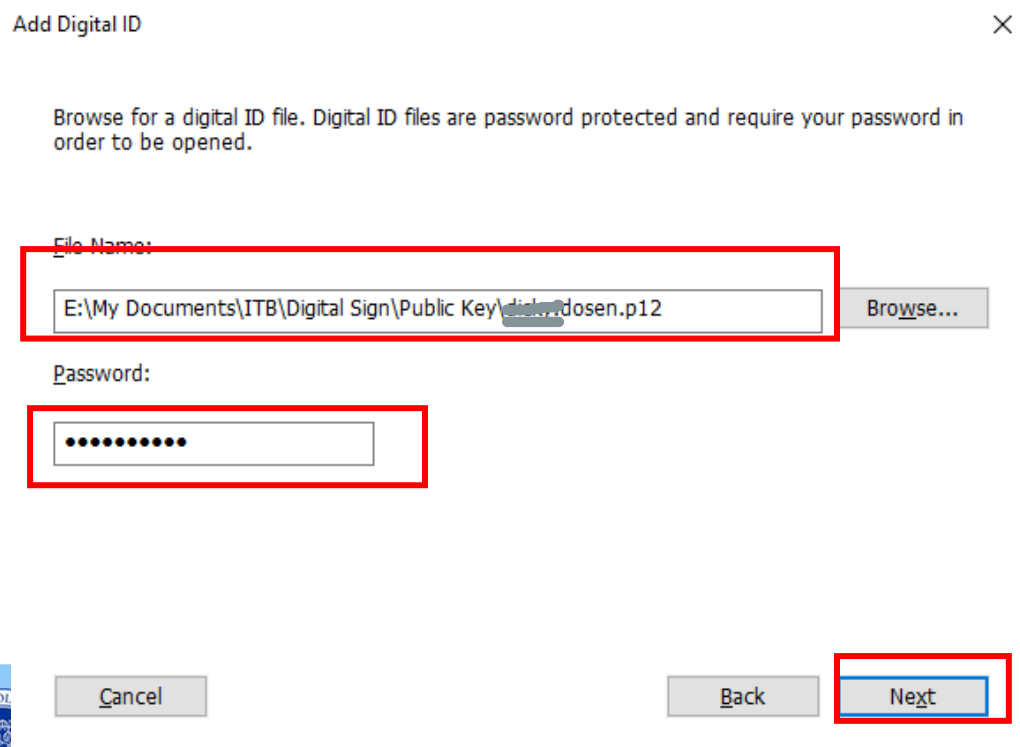 Add Digital ID
Browse for a digital ID file. Digital ID files are password protected and require your password in
order to be opened.
File Name:
E:\My Documents\ITB\Digital Sign\Public Key\ dosen.p12
Browse...
Password:
••••••••••
Cancel
Back
Next